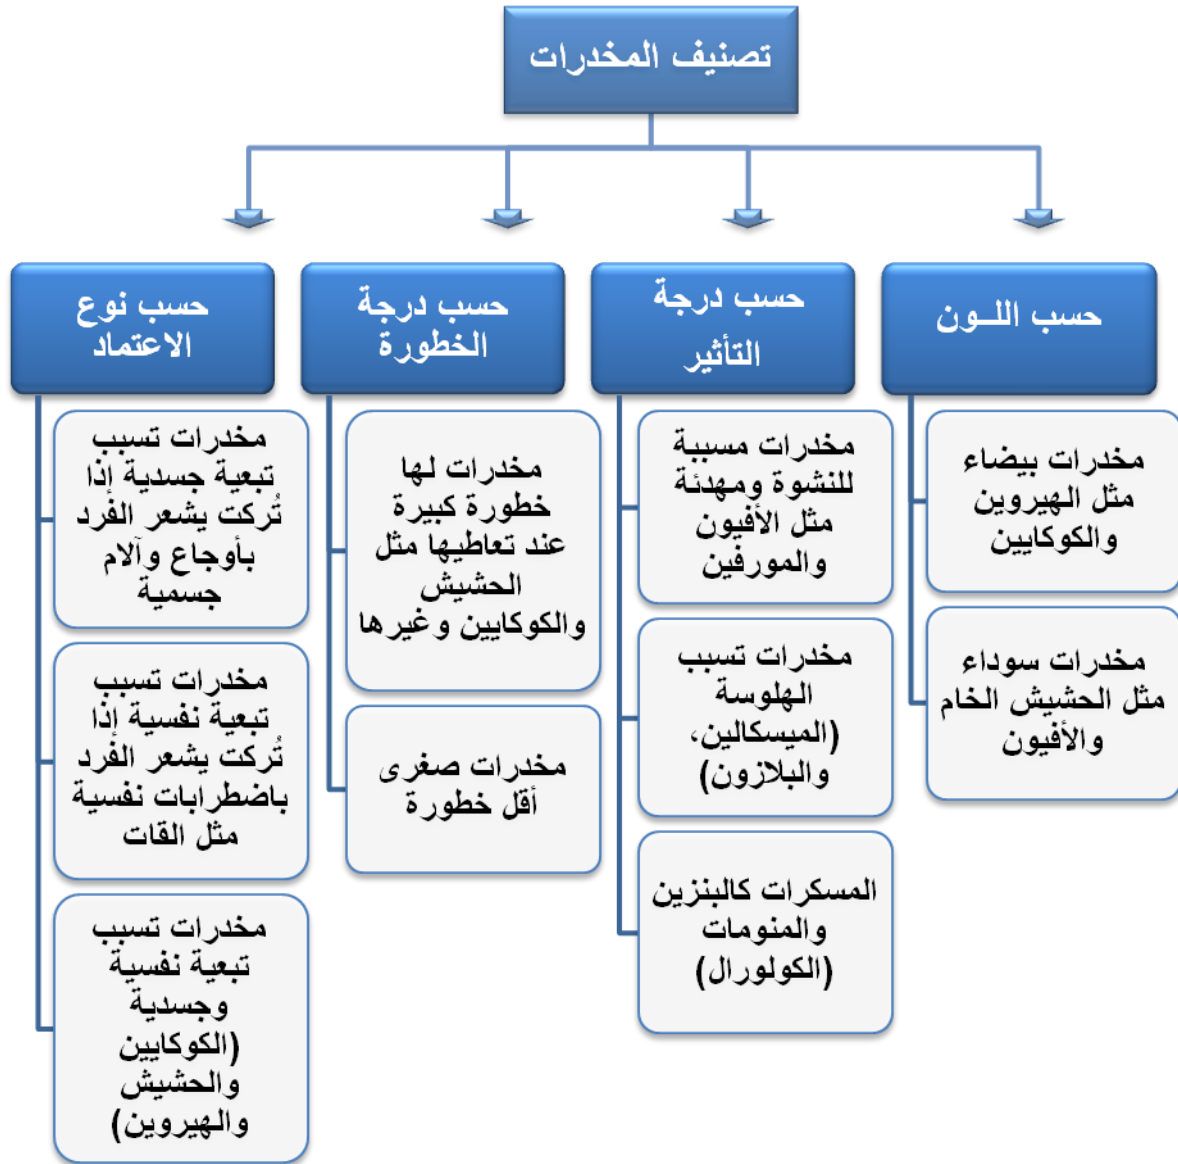 تصنيف المخدرات
حسب اللــون
مخدرات بيضاء
مثل الهيروين
والكوكايين
مخدرات سوداء
مثل الحشيش الخام
والأفيون
حسب درجة
التأثير
مخدرات مسببة
للنشوة ومهدئة
مثل الأفيون
والمورفين
مخدرات تسبب
الهلوسة
(الميسكالين،
والبلازون)
المسكرات كالبنزين
والمنومات
(الكولورال)
حسب درجة
الخطورة
مخدرات لها
خطورة كبيرة
عند تعاطيها مثل
الحشيش
والكوكايين وغيرها
مخدرات صغرى
أقل خطورة
حسب نوع
الاعتماد
مخدرات تسبب
تبعية جسدية إذا
تُركت يشعر الفرد
بأوجاع وآلام
جسمية
مخدرات تسبب
تبعية نفسية إذا
تُركت يشعر الفرد
باضطرابات نفسية
مثل القات
مخدرات تسبب
تبعية نفسية
وجسدية
(الكوكايين
والحشيش
والهيروين)